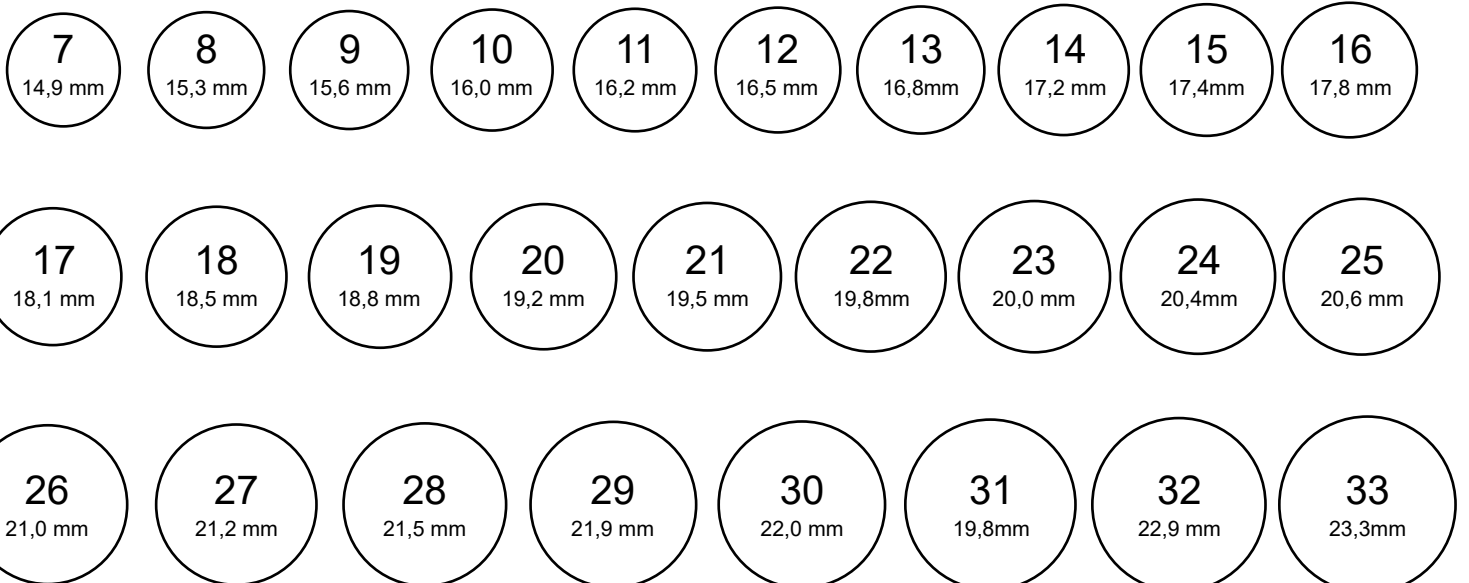 7 8 9 10 11 12 13 14 15 16
14,9 mm 15,3 mm 15,6 mm 16,0 mm 16,2 mm 16,5 mm 16,8mm 17,2 mm 17,4mm 17,8 mm
17 18 19 20 21 22 23 24 25
18,1 mm 18,5 mm 18,8 mm 19,2 mm 19,5 mm 19,8mm 20,0 mm 20,4mm 20,6 mm
26 27 28 29 30 31 32 33
21,0 mm 21,2 mm 21,5 mm 21,9 mm 22,0 mm 19,8mm 22,9 mm 23,3mm